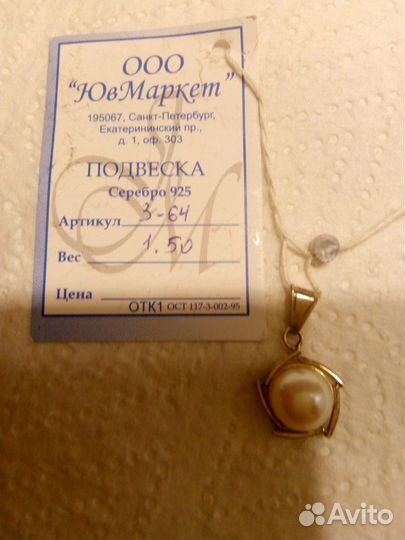 ООО
"ЮвМаркет"
195067, Санкт-Петербург,
Екатерининский пр.,
д. 1, оф. 303
ПОДВЕСКА
Серебро 925
Артикул 3-64
Вес 1.50
Цена
ОТК1 ОСТ 117-3-002-95
Avito